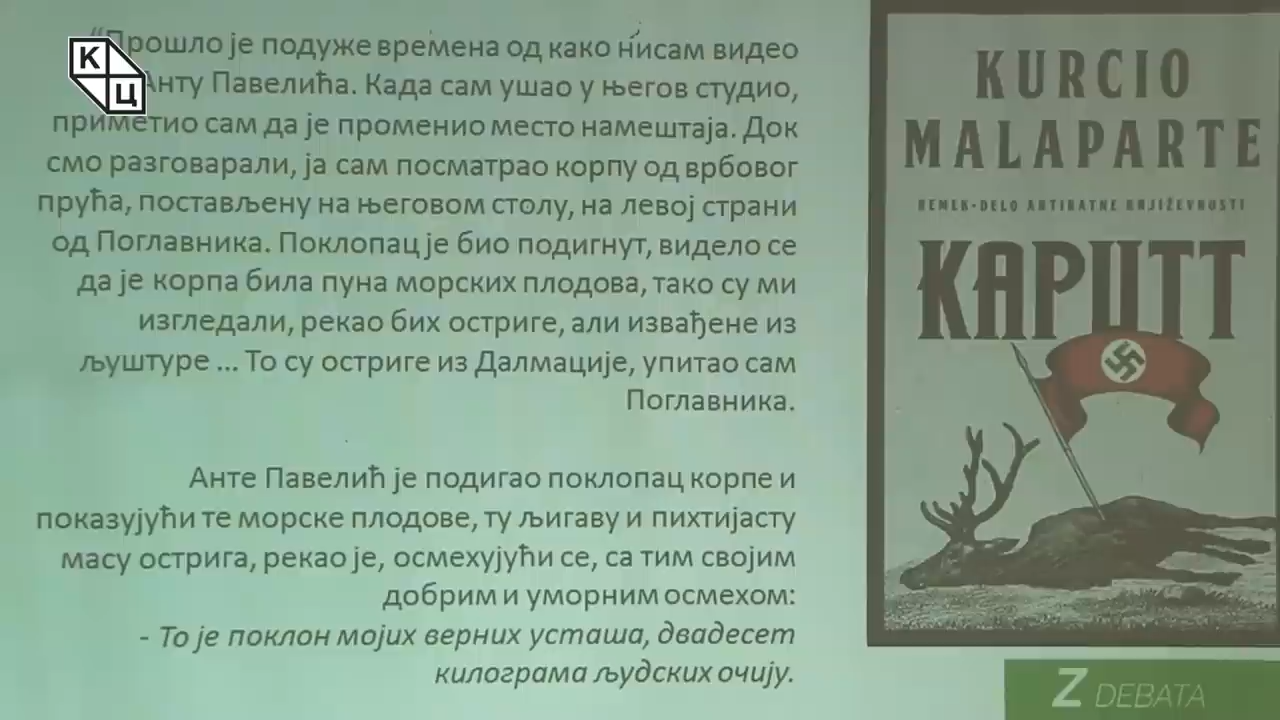 К
Ц
“Прошло је подуже времена од како нисам видео
Анту Павелића. Када сам ушао у његов студио,
приметио сам да је променио место намештаја. Док
смо разговарали, ја сам посматрао корпу од врбовог
прућа, постављену на његовом столу, на левој страни
од Поглавника. Поклопац је био подигнут, видело се
да је корпа била пуна морских плодова, тако су ми
изгледали, рекао бих остриге, али извађене из
љуштуре ... То су остриге из Далмације, упитао сам
Поглавника.
Анте Павелић је подигао поклопац корпе и
показујући те морске плодове, ту љигаву и пихтијасту
масу острига, рекао је, осмехујући се, са тим својим
добрим и уморним осмехом:
- То је поклон мојих верних усташа, двадесет
килограма људских очију.
KURCIO
MALAPARTE
REMEK-DELO ANTIRATNE KNJIŽEVNOSTI
KAPUTT
Z DEBATA